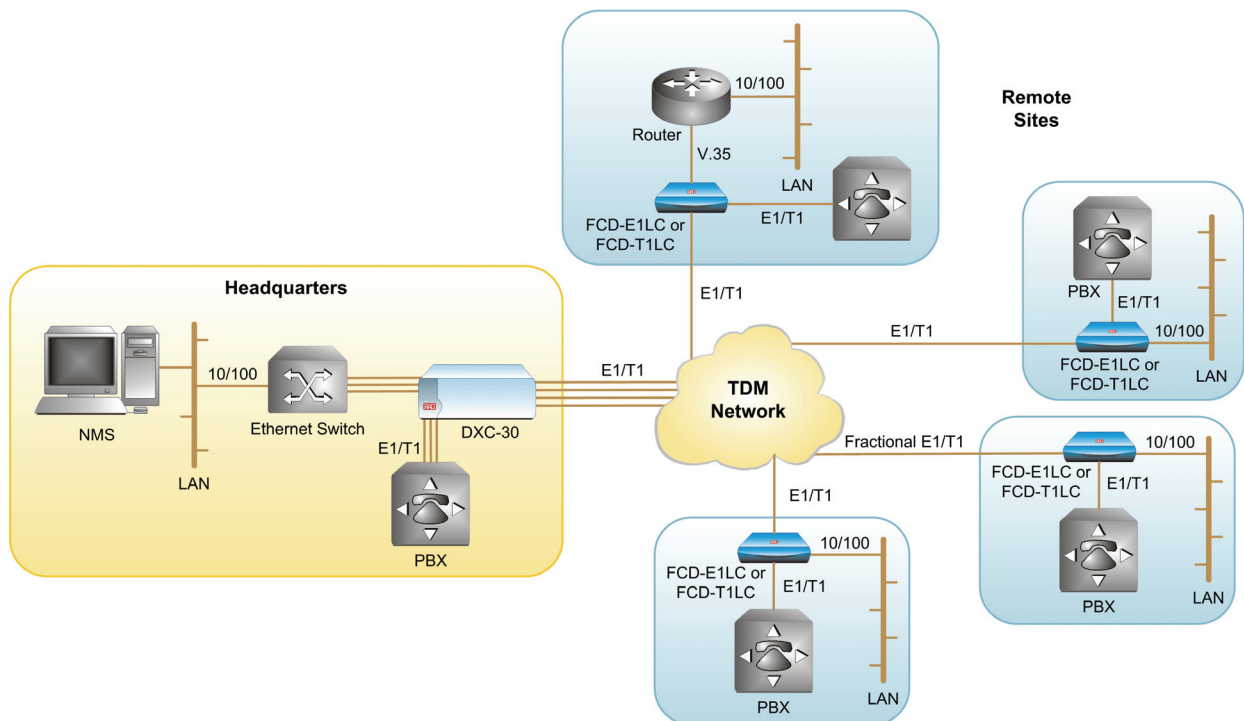 10/100
Router
V.35
LAN
E1/T1
FCD-E1LC or
FCD-T1LC
E1/T1
Remote
Sites
PBX
E1/T1
10/100
E1/T1
FCD-E1LC or
FCD-T1LC
LAN
Headquarters
NMS
10/100
LAN
Ethernet Switch
DXC-30
E1/T1
PBX
E1/T1
TDM
Network
Fractional E1/T1
10/100
FCD-E1LC or
FCD-T1LC
E1/T1
PBX
LAN
E1/T1
10/100
FCD-E1LC or
FCD-T1LC
E1/T1
PBX
LAN